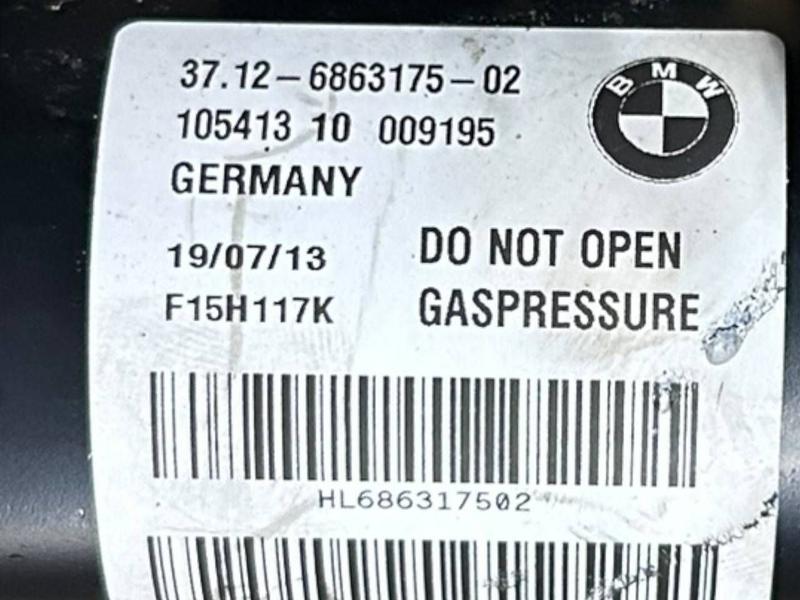 37.12-6863175-02
BMW
105413 10 009195
GERMANY
19/07/13
DO NOT OPEN
F15H117K
GASPRESSURE
HL686317502